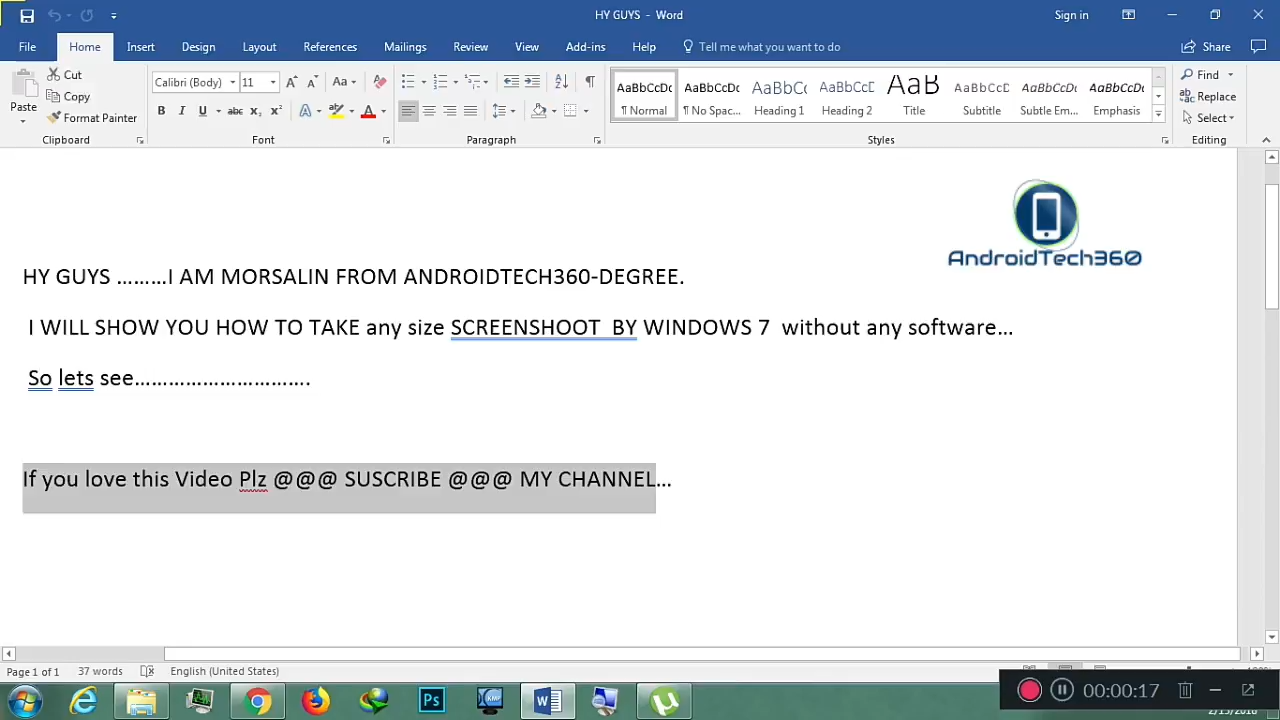 HY GUYS - Word
Sign in
File Home Insert Design Layout References Mailings Review View Add-ins Help Tell me what you want to do Share
Paste
Cut
Copy
Format Painter
Calibri (Body) 11
AaBbCcDc AaBbCcDc AaBbCc AaBbCcE AaB AaBbCcD AaBbCcDc AaBbCcDc
¶ Normal ¶ No Spac... Heading 1 Heading 2 Title Subtitle Subtle Em... Emphasis
Find
Replace
Select
Clipboard Font Paragraph Styles Editing
AndroidTech360
HY GUYS .........I AM MORSALIN FROM ANDROIDTECH360-DEGREE.
I WILL SHOW YOU HOW TO TAKE any size SCREENSHOOT BY WINDOWS 7 without any software...
So lets see............................
If you love this Video Plz @@@ SUSCRIBE @@@ MY CHANNEL...
Page 1 of 1 37 words English (United States)
Ps
00:00:17